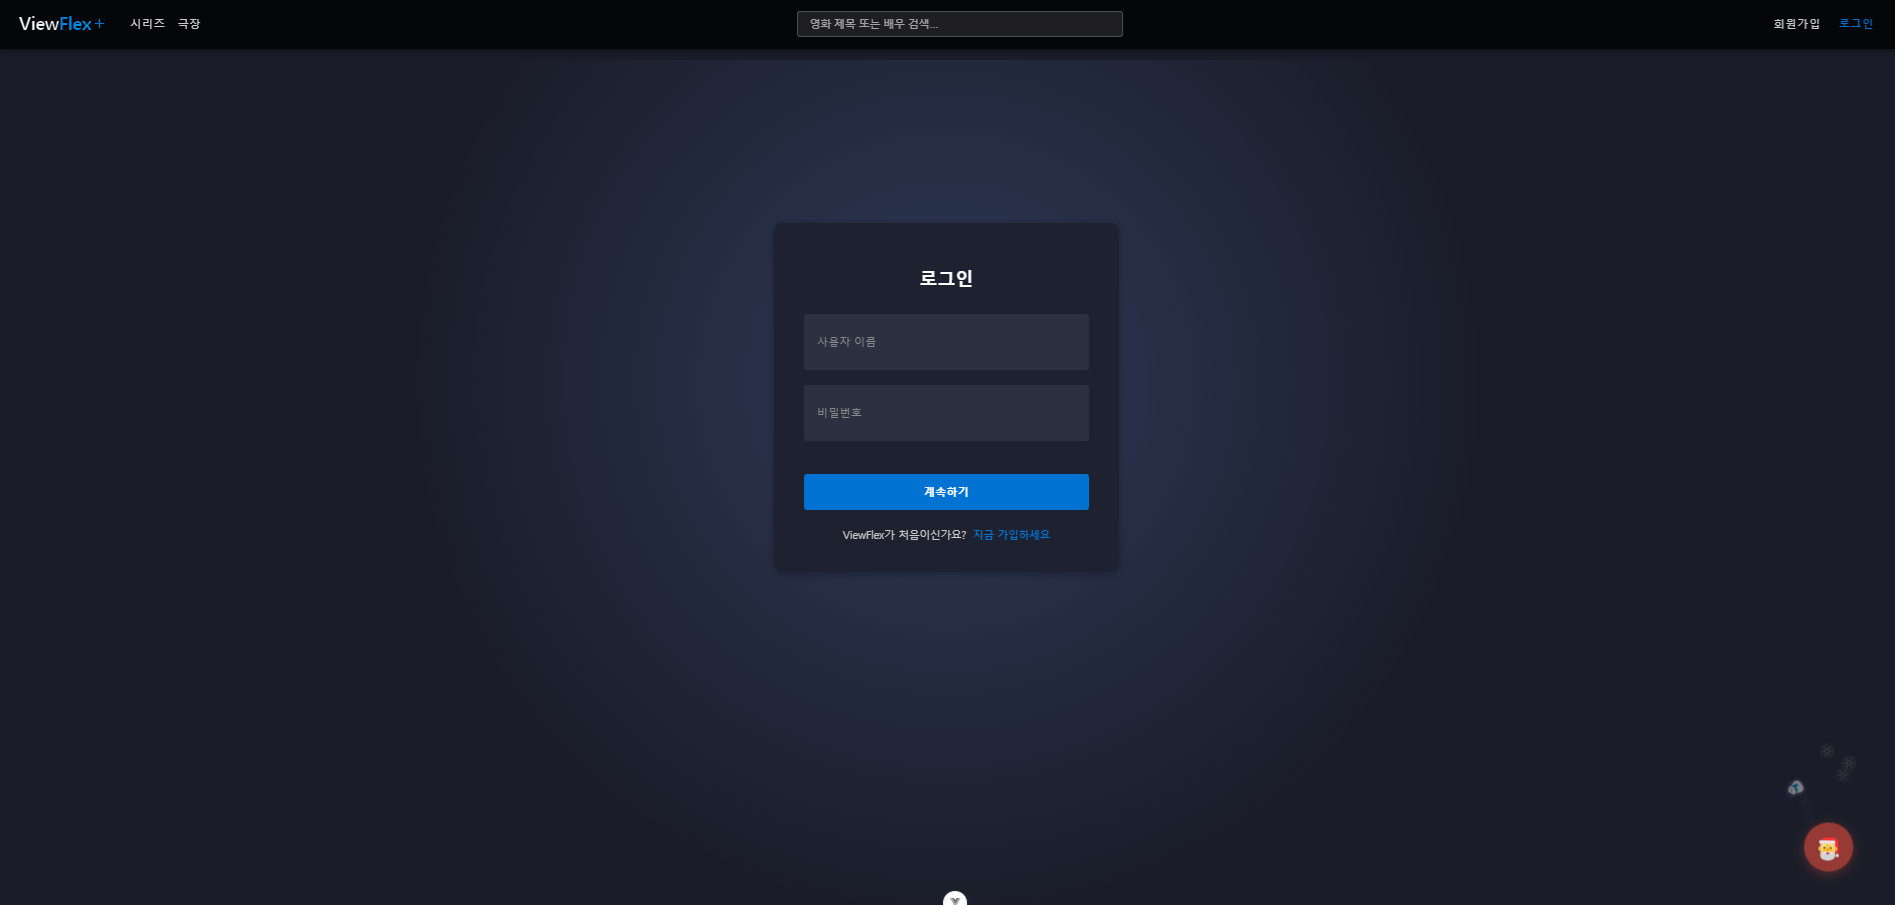 ViewFlex+ 시리즈 극장 영화 제목 또는 배우 검색... 회원가입 로그인
로그인
사용자 이름
비밀번호
계속하기
ViewFlex가 처음이신가요? 지금 가입하세요